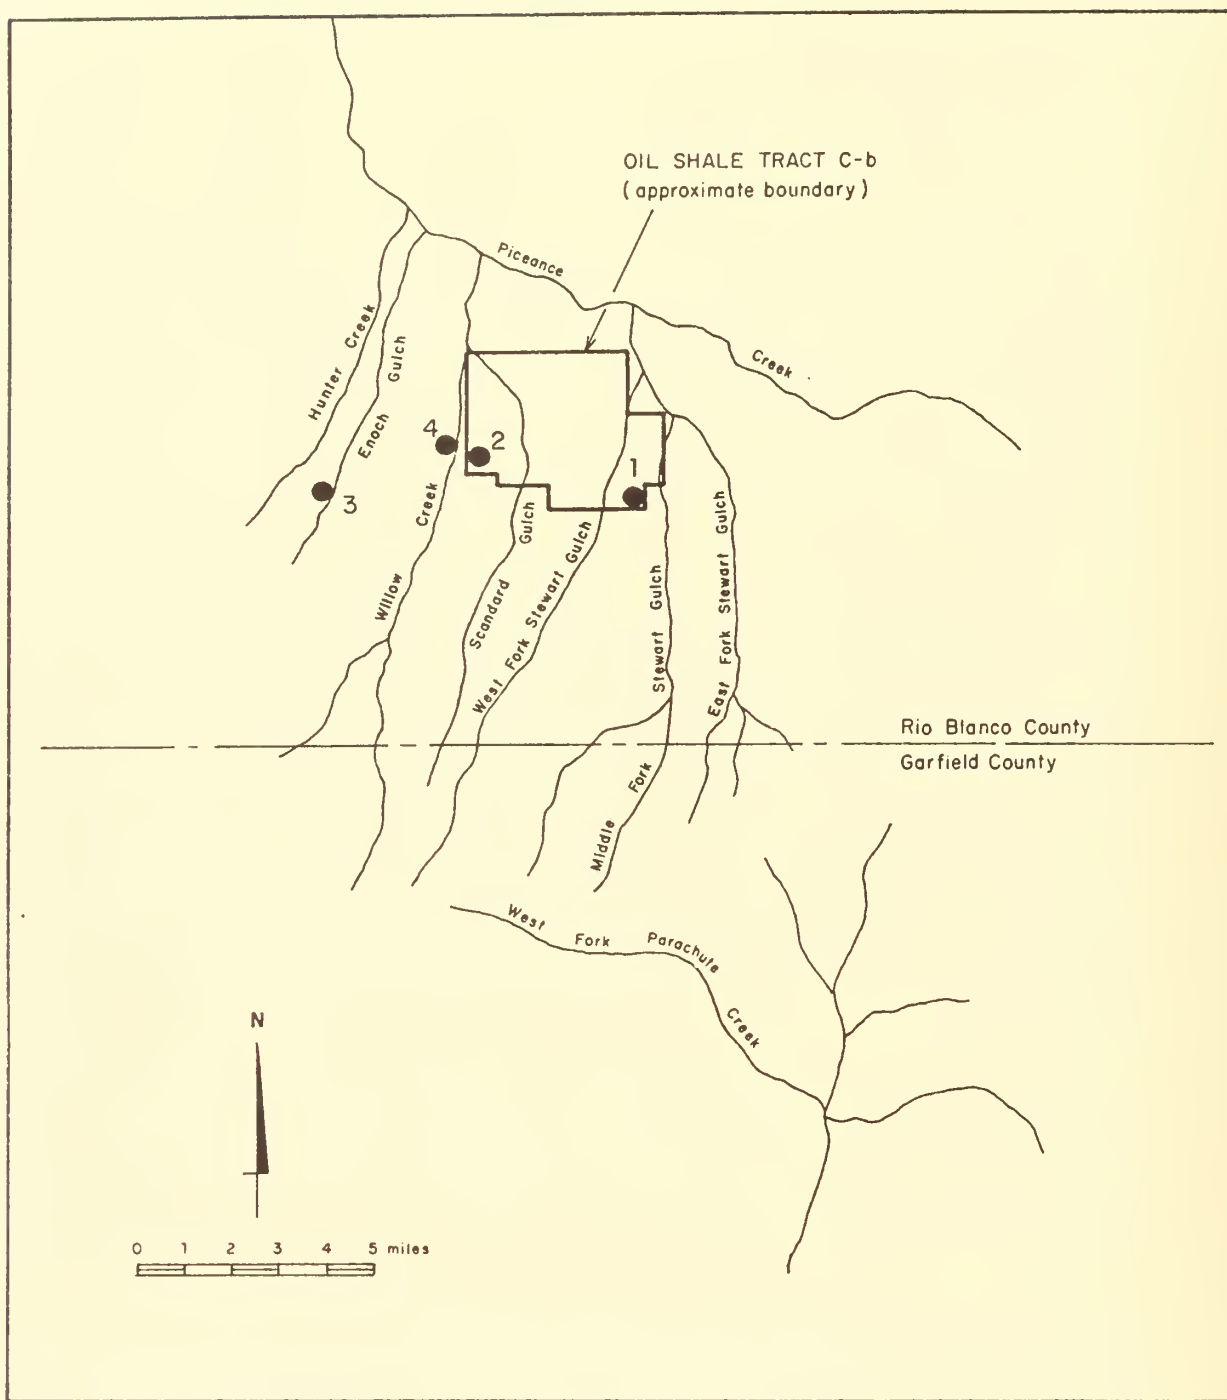 OIL SHALE TRACT C-b
(approximate boundary)
Piceance
Creek
Hunter Creek
Enoch Gulch
4
2
1
3
Willow Creek
Scandard Gulch
West Fork Stewart Gulch
Stewart Gulch
East Fork Stewart Gulch
Rio Blanco County
Garfield County
Middle Fork
West Fork Parachute Creek
N
0 1 2 3 4 5 miles